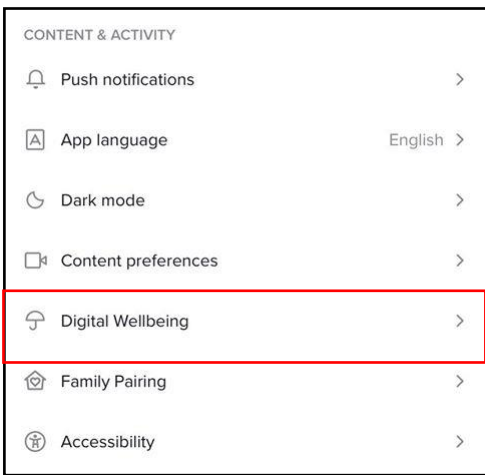 CONTENT & ACTIVITY
Push notifications
A App language English
Dark mode
Content preferences
Digital Wellbeing
Family Pairing
Accessibility